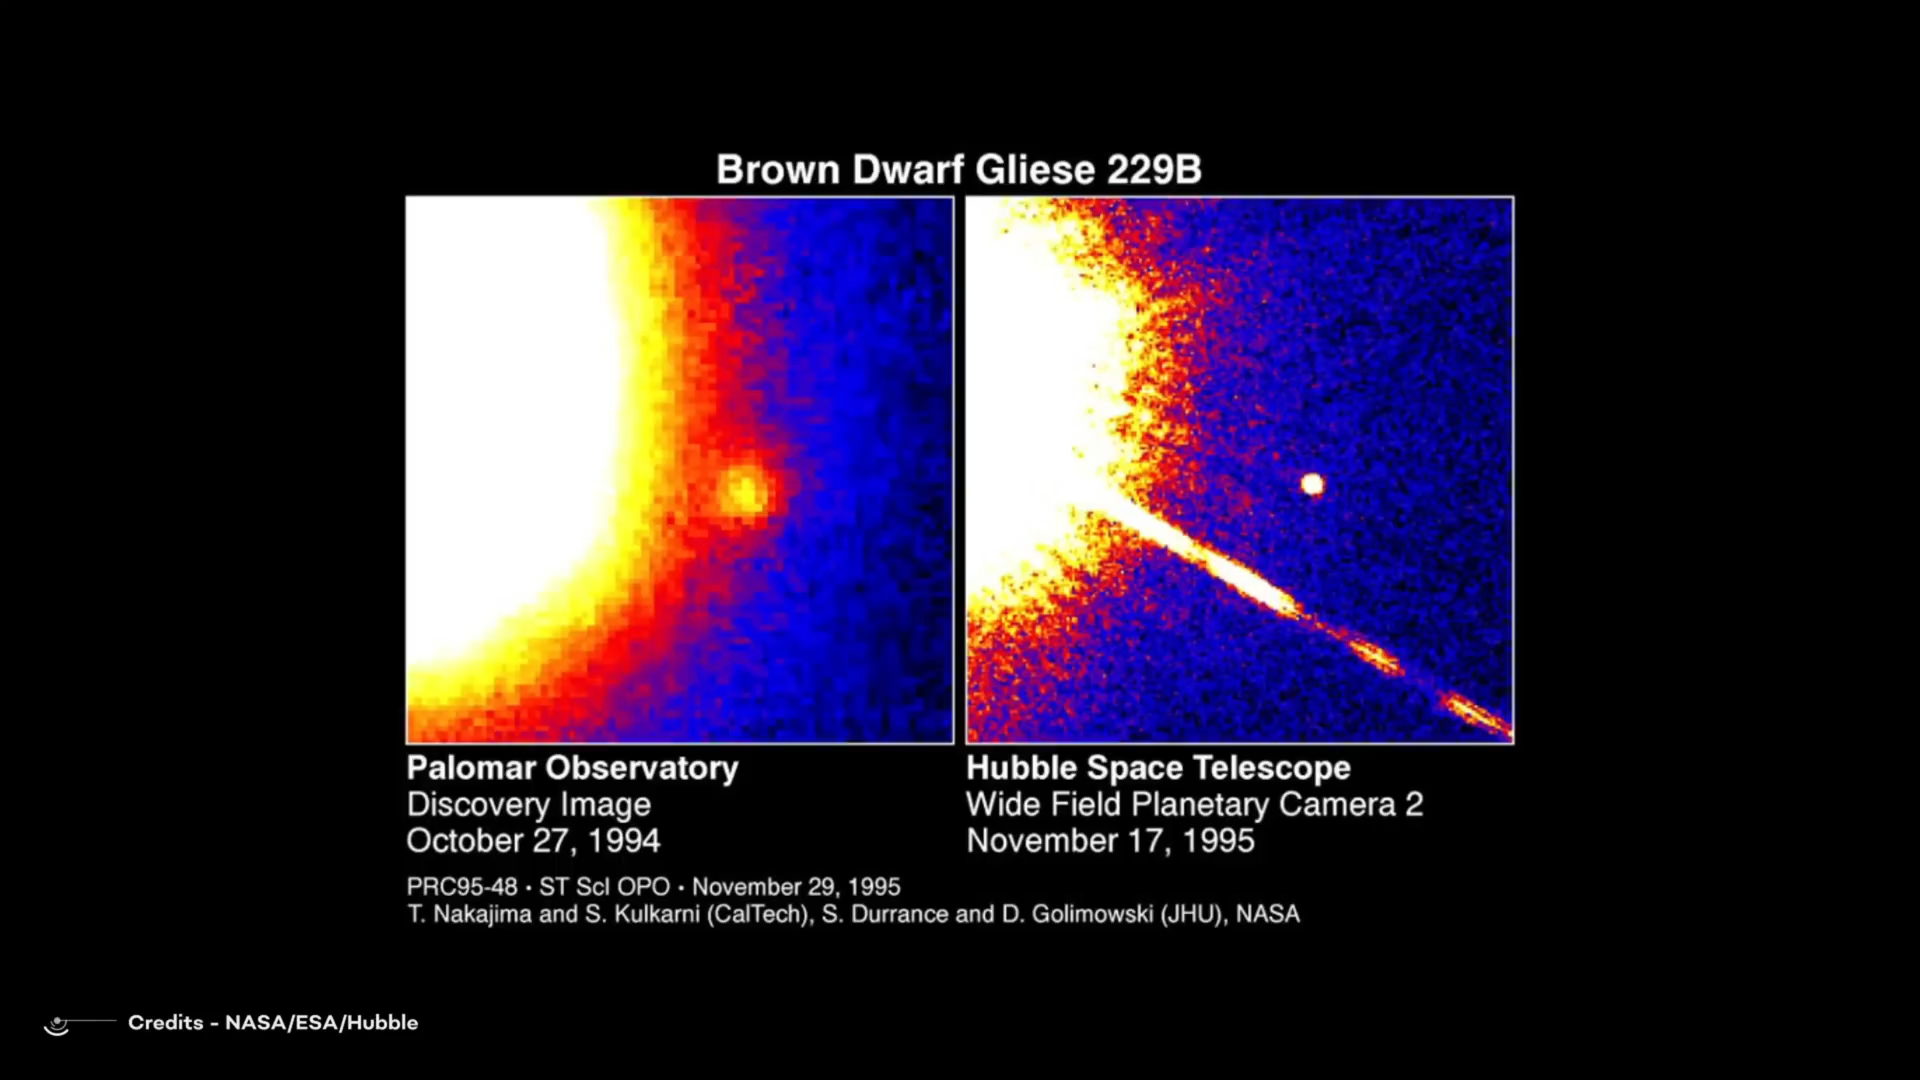 Brown Dwarf Gliese 229B
Palomar Observatory
Discovery Image
October 27, 1994
Hubble Space Telescope
Wide Field Planetary Camera 2
November 17, 1995
PRC95-48 · ST ScI OPO · November 29, 1995
T. Nakajima and S. Kulkarni (CalTech), S. Durrance and D. Golimowski (JHU), NASA
Credits - NASA/ESA/Hubble